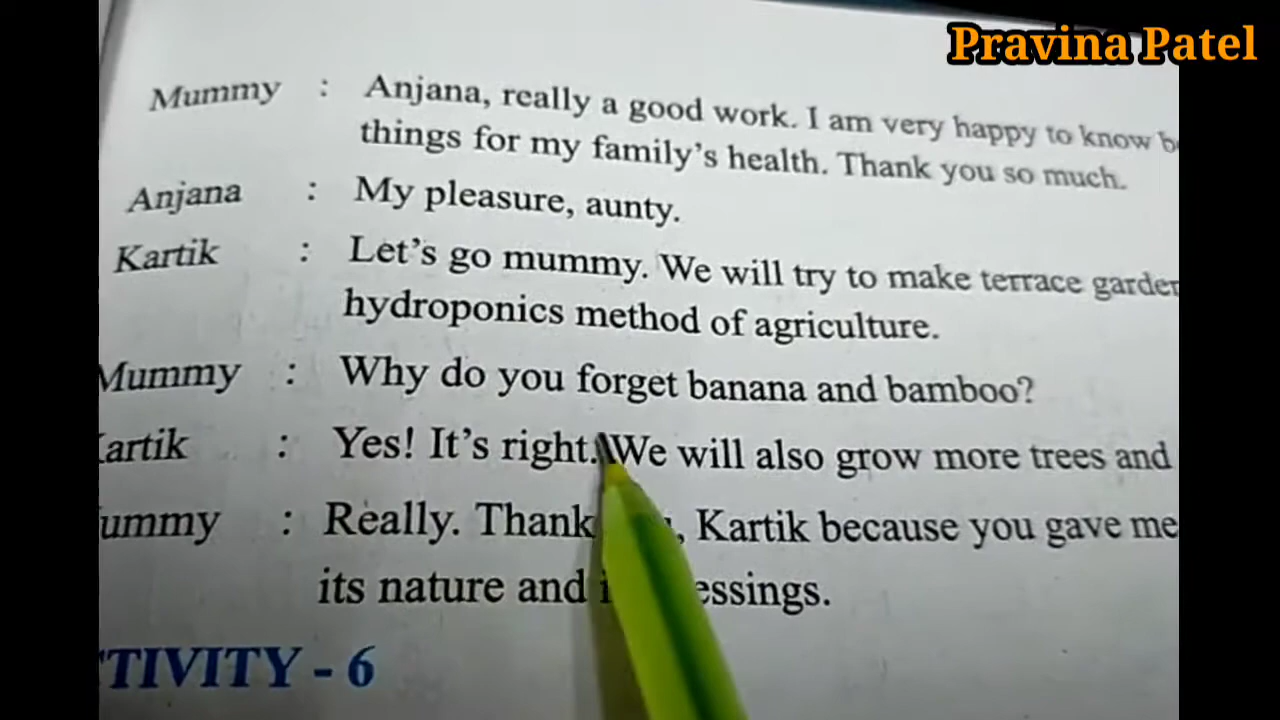 Pravina Patel
Mummy : Anjana, really a good work. I am very happy to know
things for my family's health. Thank you so much.
Anjana : My pleasure, aunty.
Kartik : Let's go mummy. We will try to make terrace garden
hydroponics method of agriculture.
Mummy : Why do you forget banana and bamboo?
artik : Yes! It's right. We will also grow more trees and
ummy : Really. Thank Kartik because you gave me
its nature and essings.
TIVITY - 6